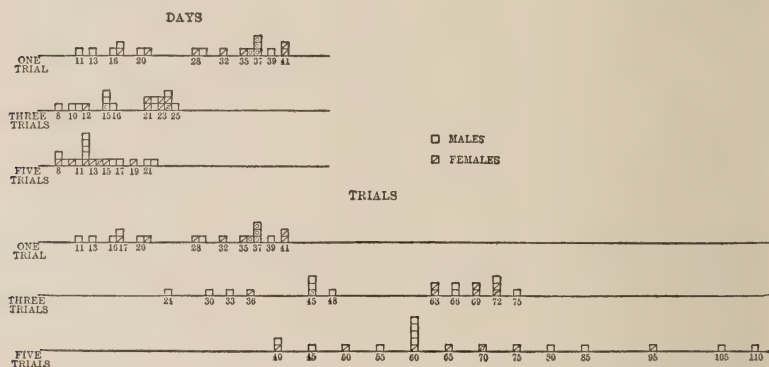 DAYS
11 13 16 20 28 32 35 37 39 41
ONE
TRIAL
8 10 12 15 16 21 23 25
THREE
TRIALS
□ MALES
8 11 13 15 17 19 21
FIVE
TRIALS
□ FEMALES
TRIALS
11 13 16 17 20 28 32 35 37 39 41
ONE
TRIAL
24 30 33 36 45 48 63 66 69 72 75
THREE
TRIALS
40 45 50 55 60 65 70 75 80 85 95 105 110
FIVE
TRIALS